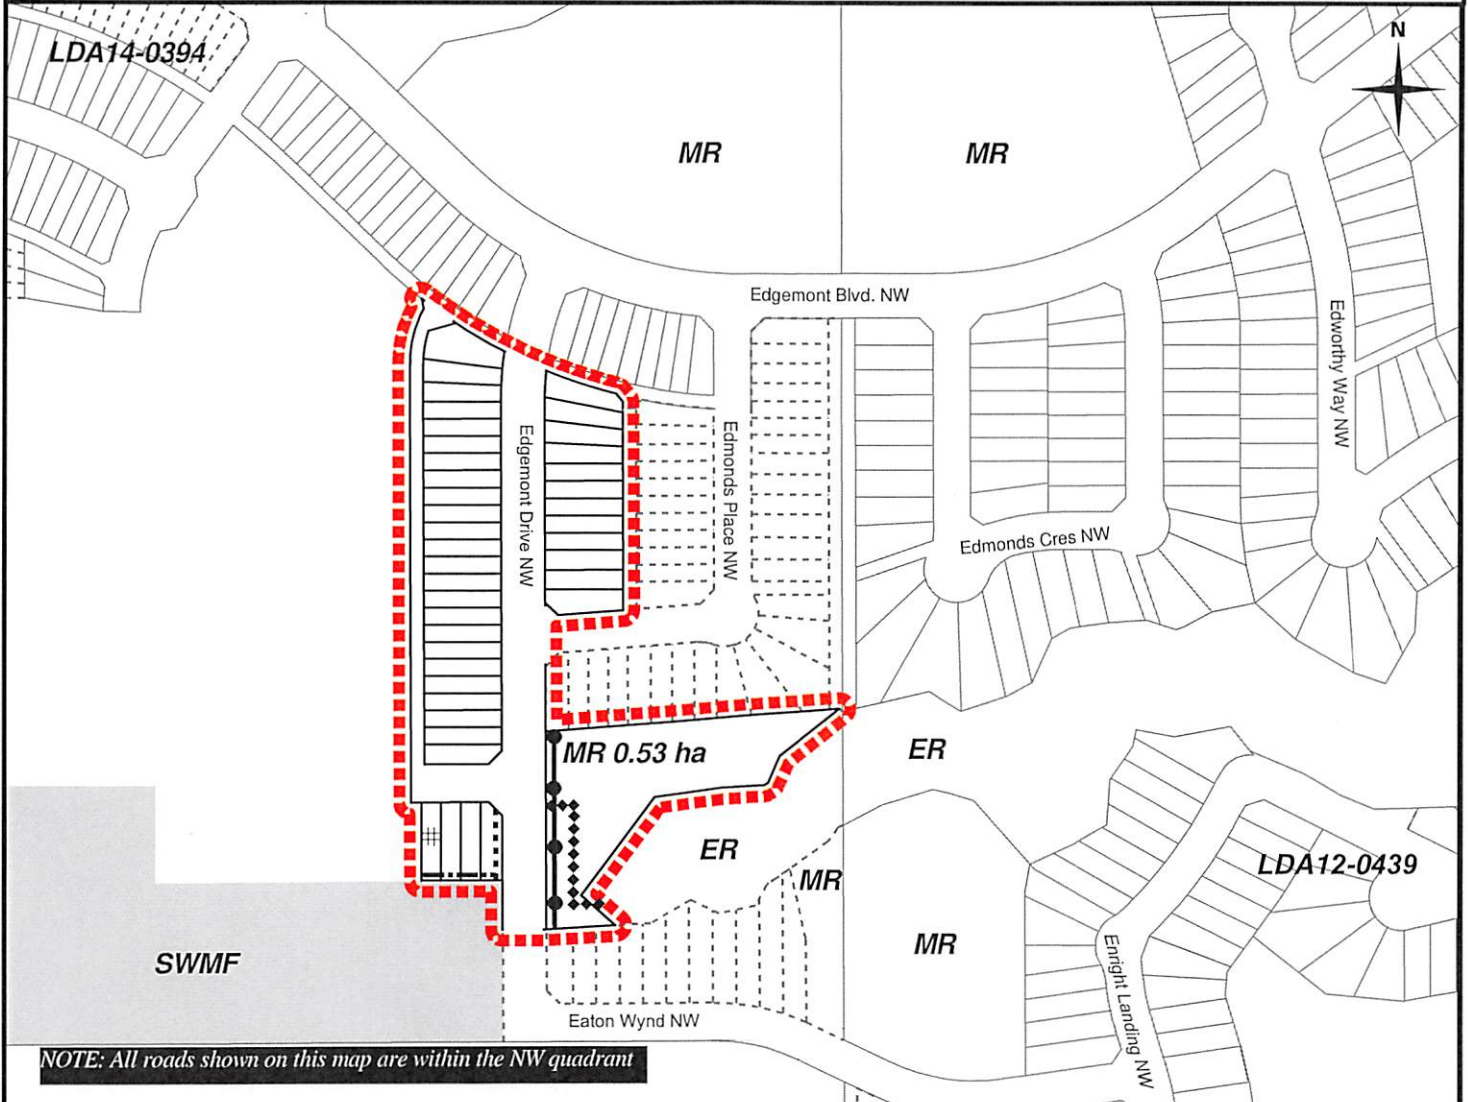 LDA14-0394
N
MR
MR
Edgemont Blvd. NW
Edworthy Way NW
Edgemont Drive NW
Edmonds Place NW
Edmonds Cres NW
MR 0.53 ha
ER
ER
MR
LDA12-0439
MR
SWMF
Enright Landing NW
Eaton Wynd NW
NOTE: All roads shown on this map are within the NW quadrant